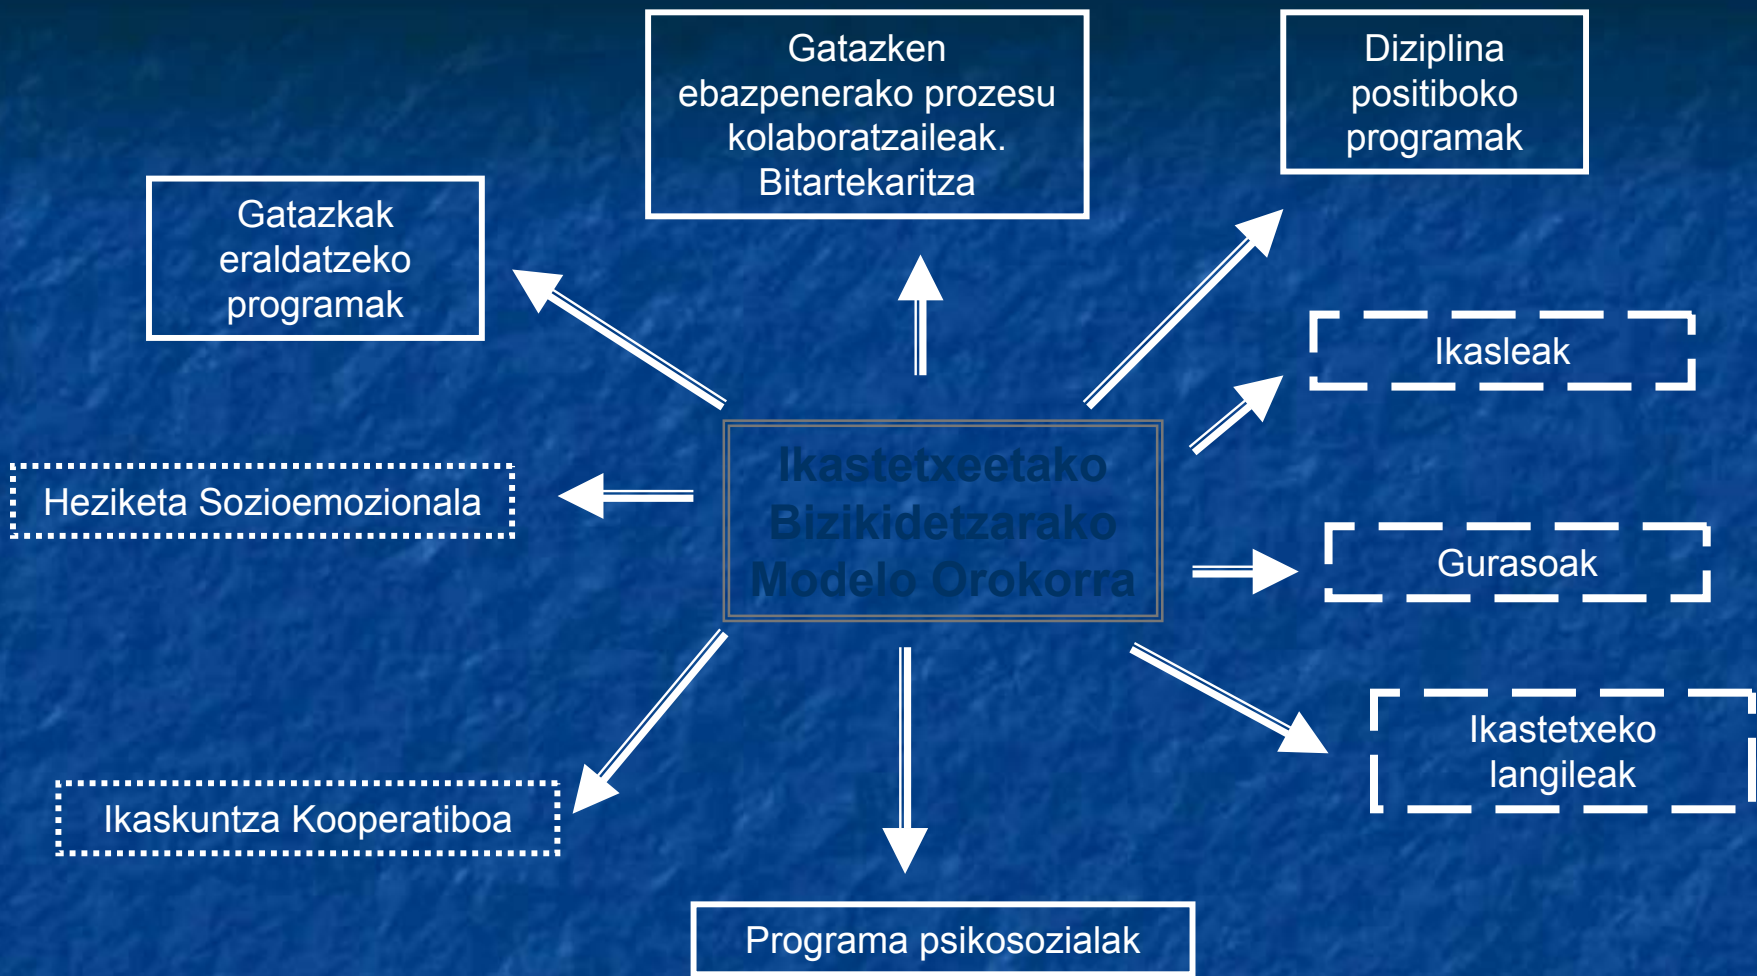 Gatazken
ebazpenerako prozesu
kolaboratzaileak.
Bitartekaritza
Diziplina
positiboko
programak
Gatazkak
eraldatzeko
programak
Ikasleak
Heziketa Sozioemozionala
Ikastetxeetako
Bizikidetzarako
Modelo Orokorra
Gurasoak
Ikastetxeko
langileak
Ikaskuntza Kooperatiboa
Programa psikosozialak